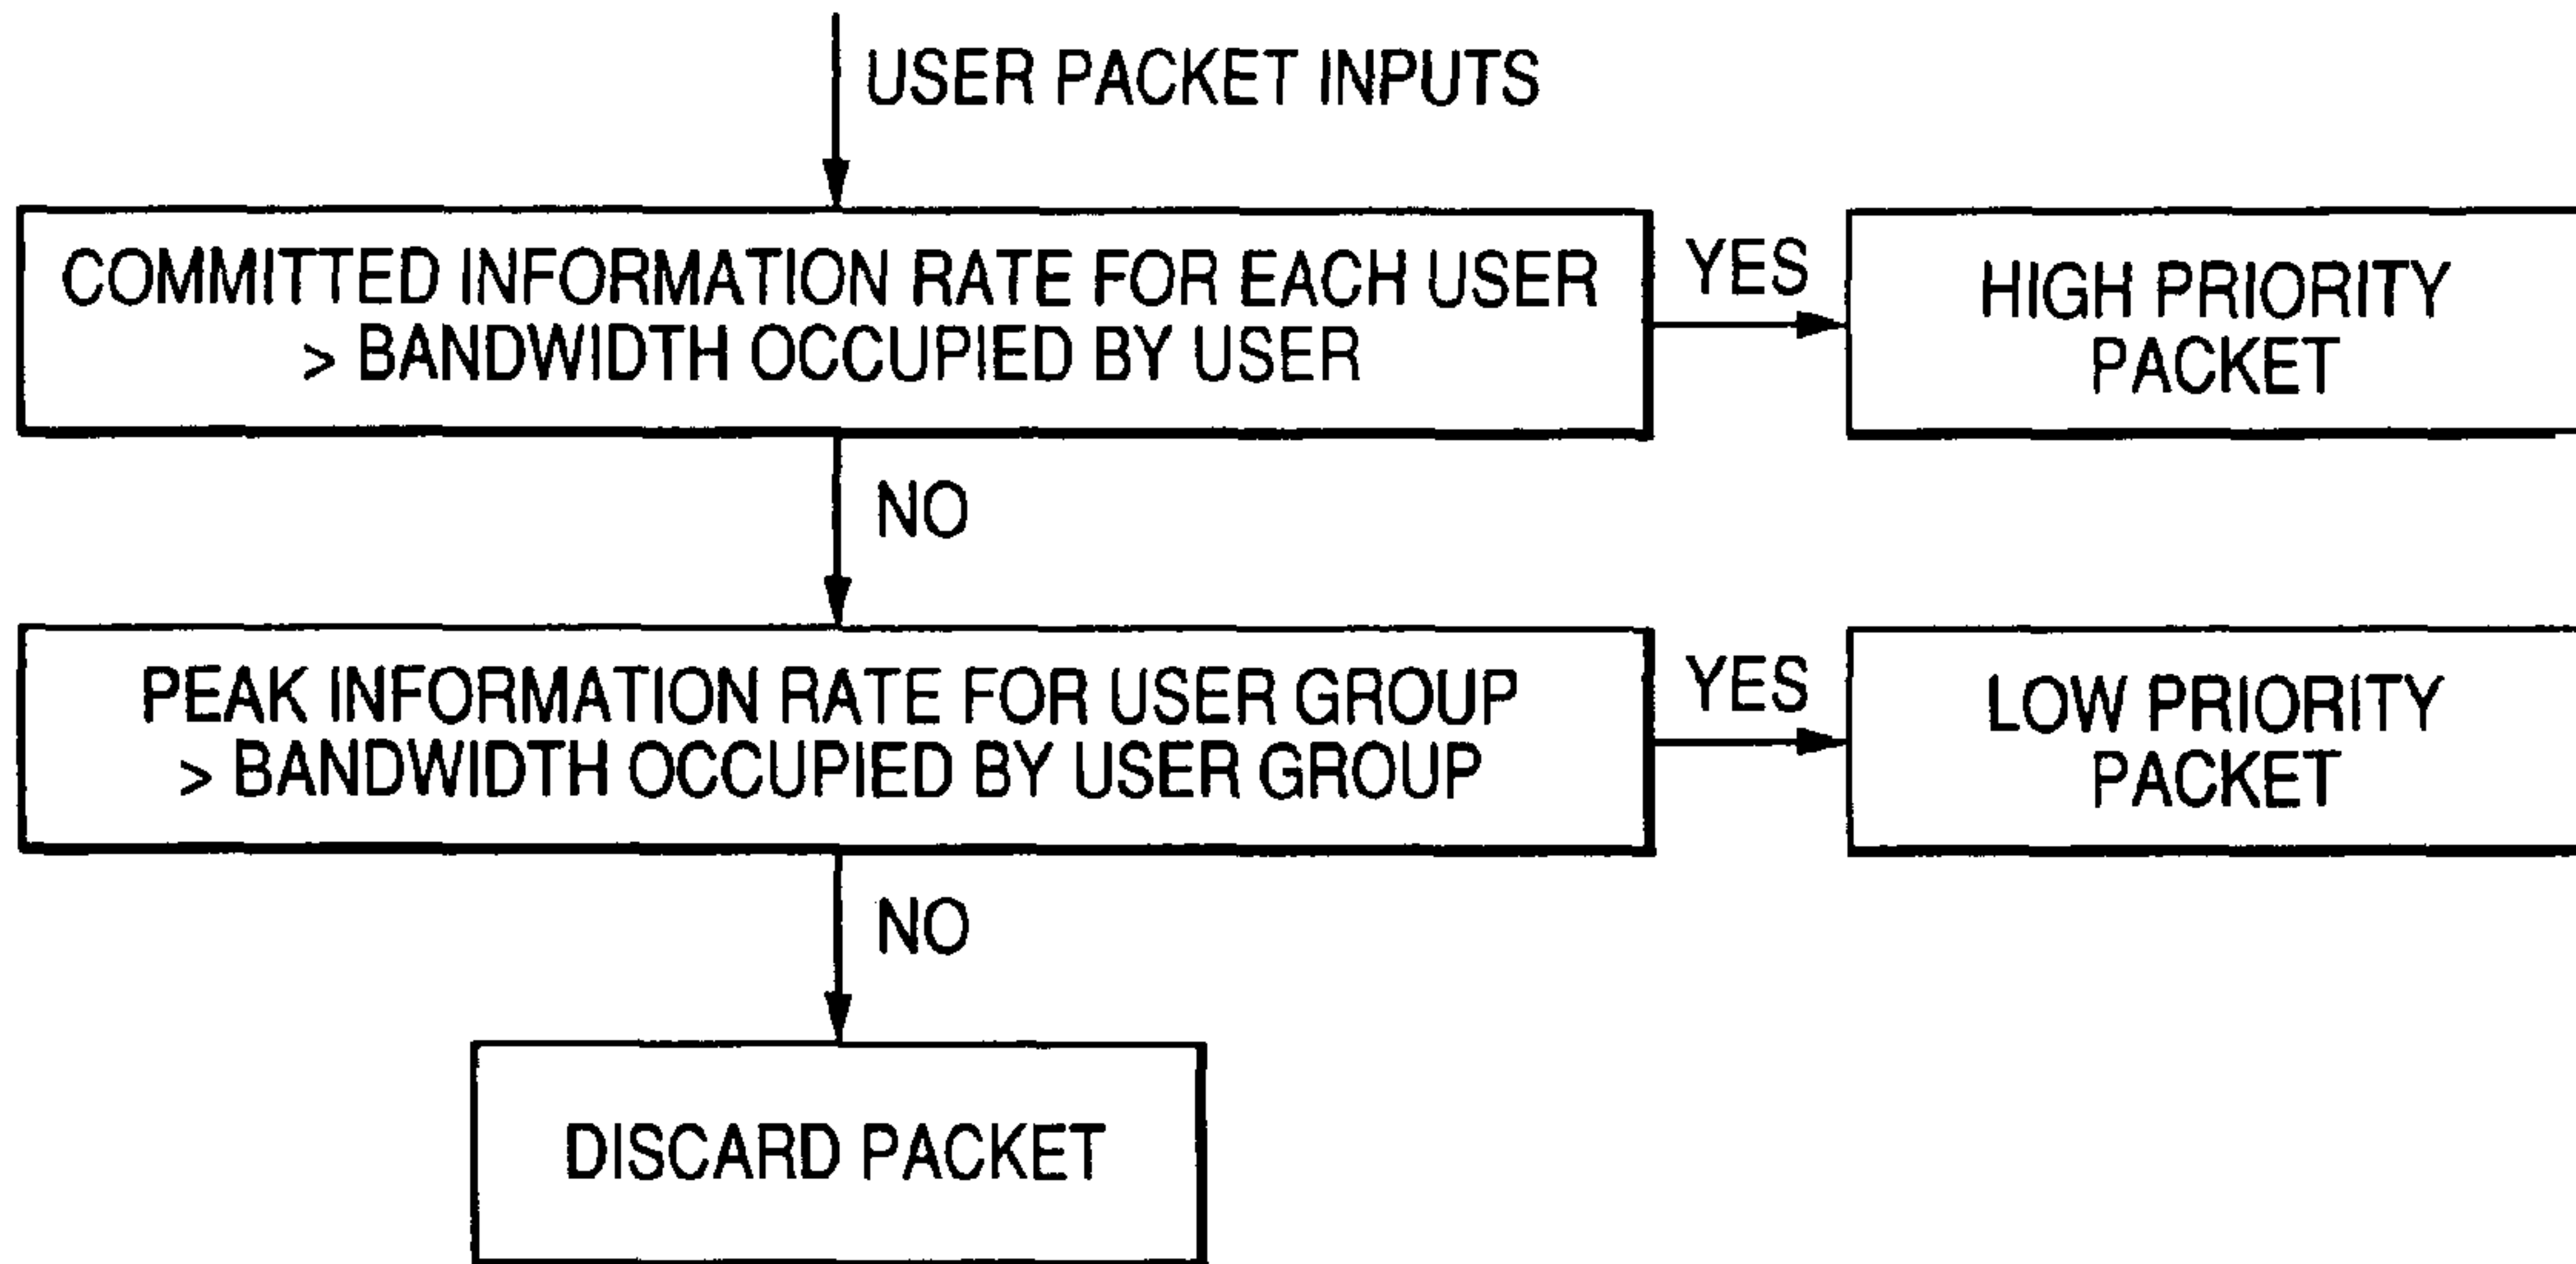 USER PACKET INPUTS
COMMITTED INFORMATION RATE FOR EACH USER
> BANDWIDTH OCCUPIED BY USER
YES
HIGH PRIORITY
PACKET
NO
PEAK INFORMATION RATE FOR USER GROUP
> BANDWIDTH OCCUPIED BY USER GROUP
YES
LOW PRIORITY
PACKET
NO
DISCARD PACKET